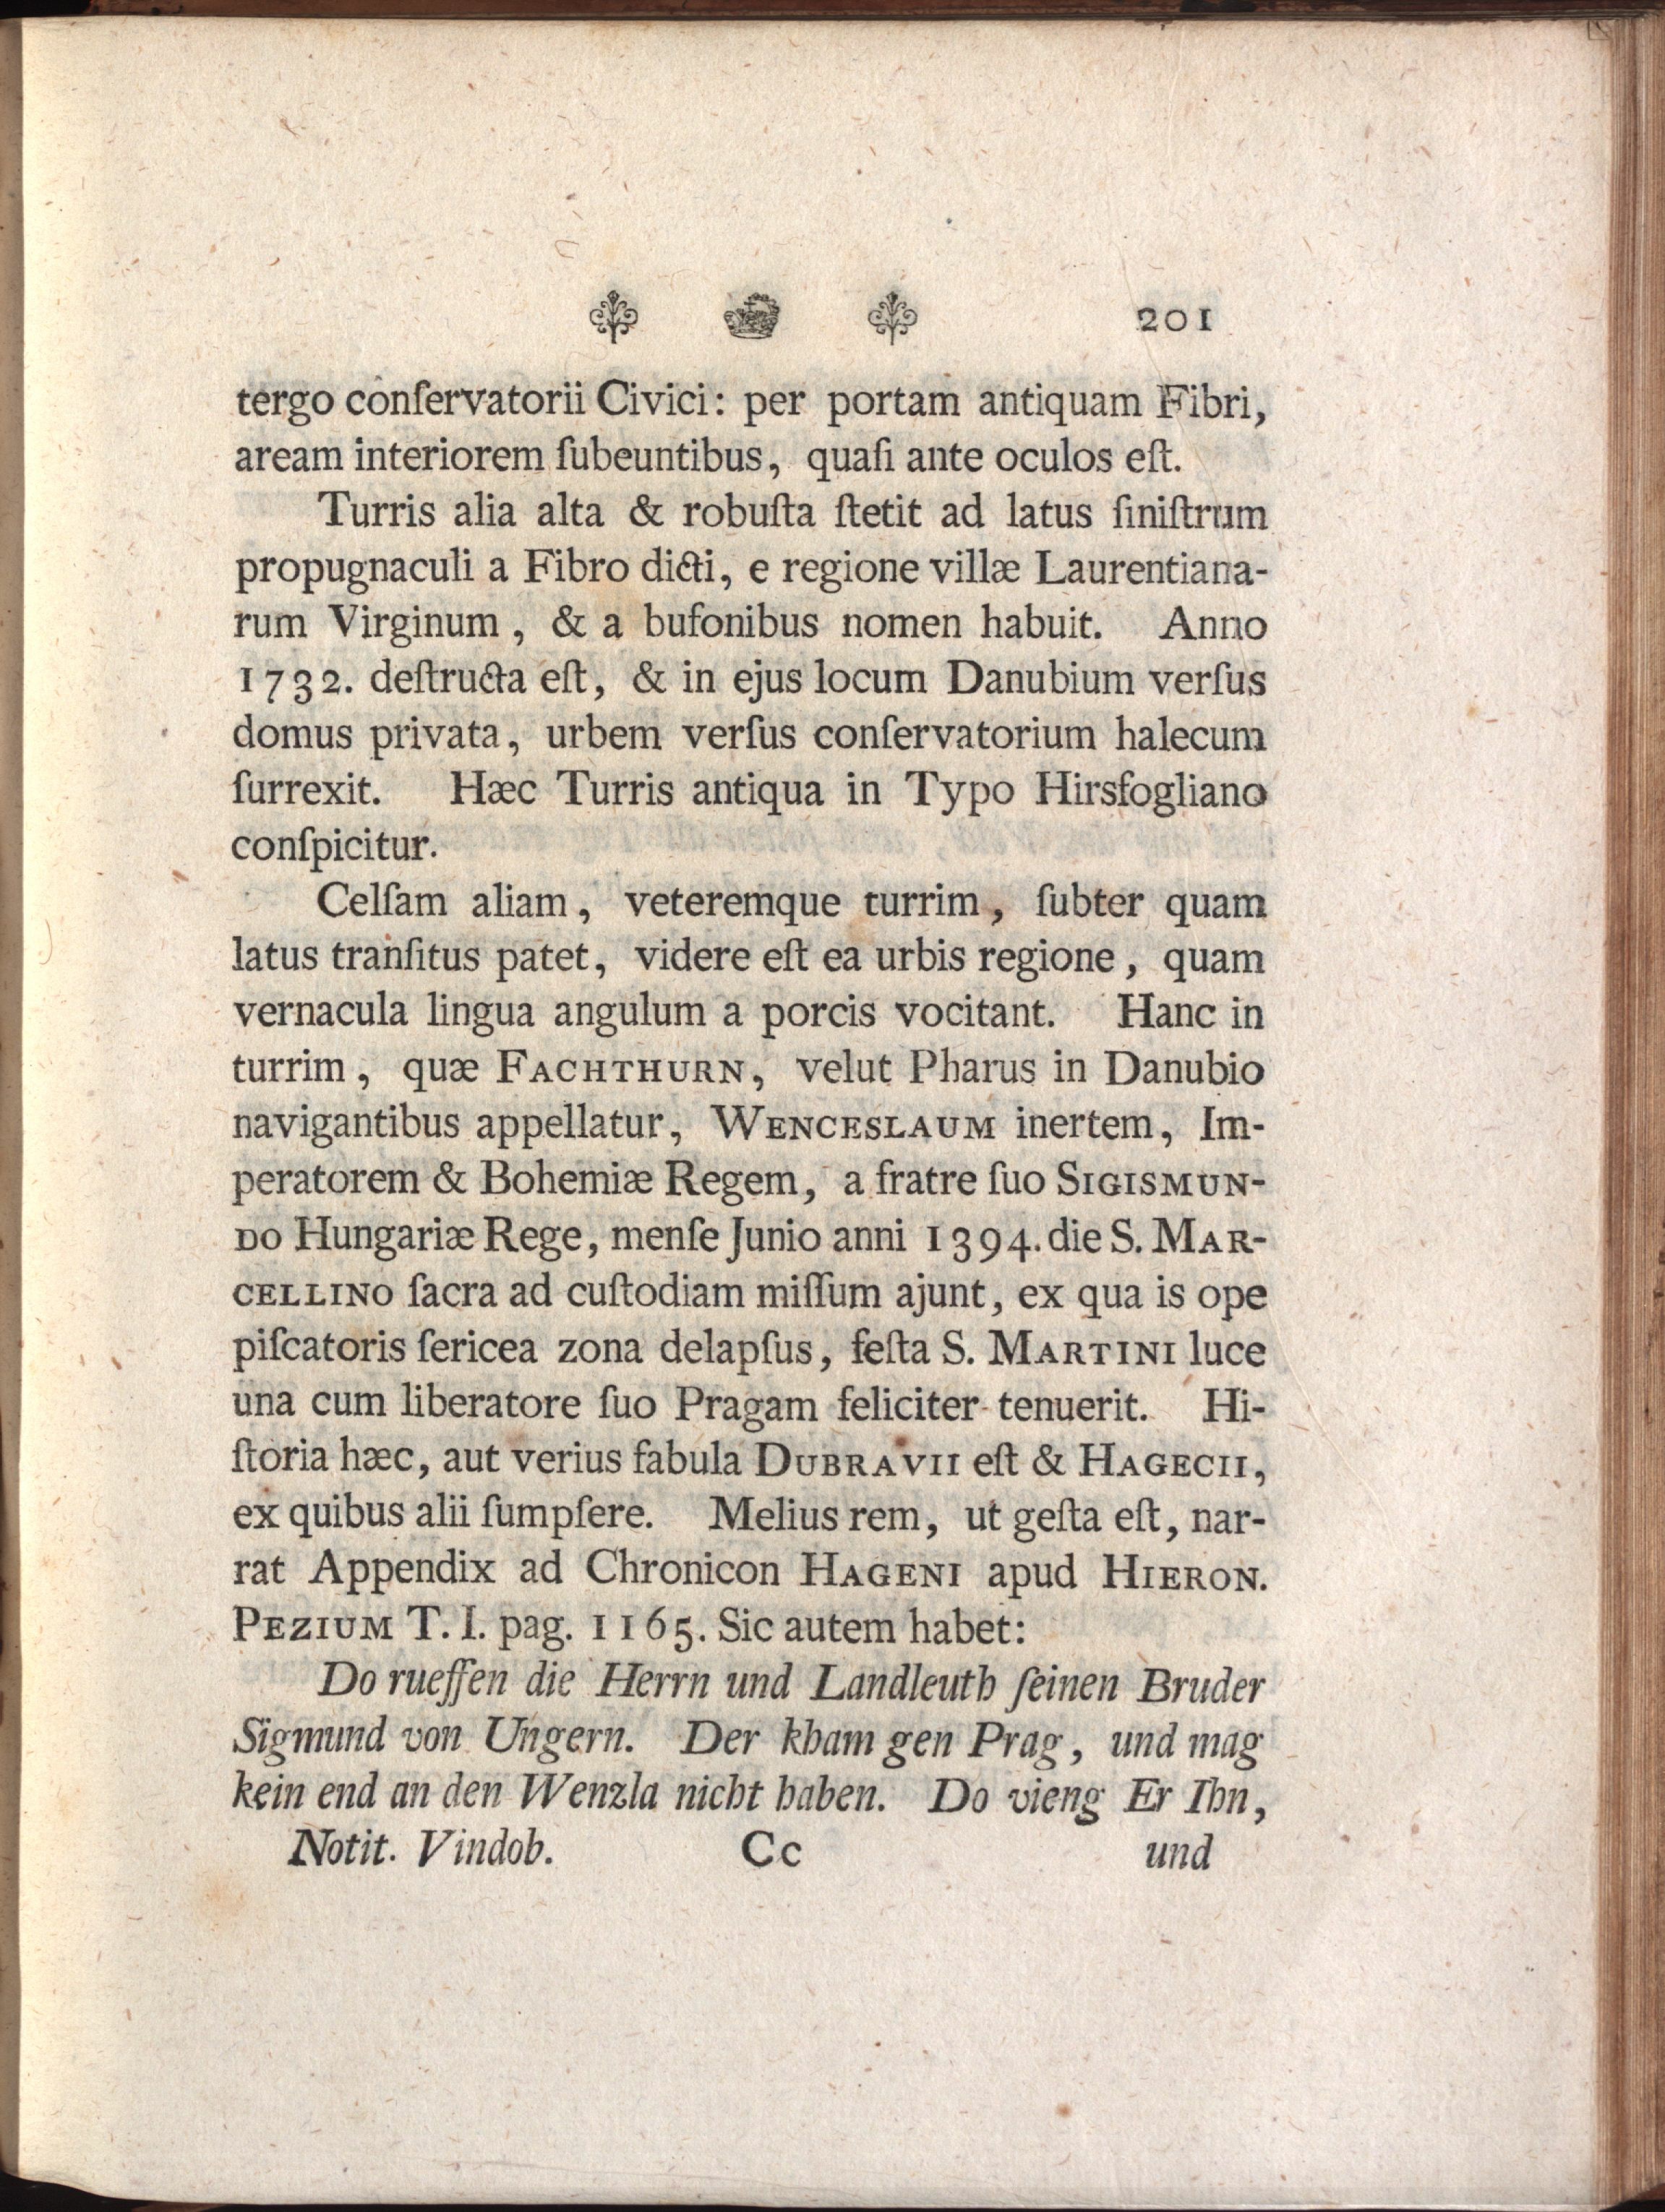 201
tergo conſervatorii Civici: per portam antiquam Fibri,
aream interiorem ſubeuntibus, quaſi ante oculos eſt.
Turris alia alta & robuſta ſtetit ad latus ſiniſtrum
propugnaculi a Fibro dicti, e regione villæ Laurentiana-
rum Virginum, & a bufonibus nomen habuit. Anno
1732. deſtructa eſt, & in ejus locum Danubium verſus
domus privata, urbem verſus conſervatorium halecum
ſurrexit. Hæc Turris antiqua in Typo Hirsfogliano
conſpicitur.
Celſam aliam, veteremque turrim, ſubter quam
latus tranſitus patet, videre eſt ea urbis regione, quam
vernacula lingua angulum a porcis vocitant. Hanc in
turrim, quæ FACHTHURN, velut Pharus in Danubio
navigantibus appellatur, WENCESLAUM inertem, Im-
peratorem & Bohemiæ Regem, a fratre ſuo SIGISMUN-
DO Hungariæ Rege, menſe Junio anni 1394. die S. MAR-
CELLINO ſacra ad cuſtodiam miſſum ajunt, ex qua is ope
piſcatoris ſericea zona delapſus, feſta S. MARTINI luce
una cum liberatore ſuo Pragam feliciter tenuerit. Hi-
ſtoria hæc, aut verius fabula DUBRAVII eſt & HAGECII,
ex quibus alii ſumpſere. Melius rem, ut geſta eſt, nar-
rat Appendix ad Chronicon HAGENI apud HIERON.
PEZIUM T. I. pag. 1165. Sic autem habet:
Do rueffen die Herrn und Landleuth ſeinen Bruder
Sigmund von Ungern. Der kham gen Prag, und mag
kein end an den Wenzla nicht haben. Do vieng Er Ihn,
Notit. Vindob. Cc und